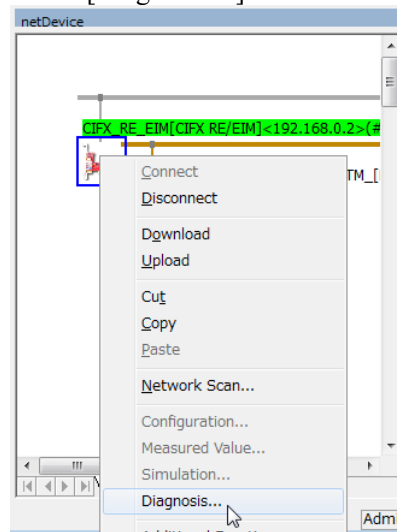 netDevice
CIFX_RE_EIM[CIFX RE/EIM]<192.168.0.2>(#
TM_[
Connect
Disconnect
Download
Upload
Cut
Copy
Paste
Network Scan...
Configuration...
Measured Value...
Simulation...
Diagnosis...
Admi